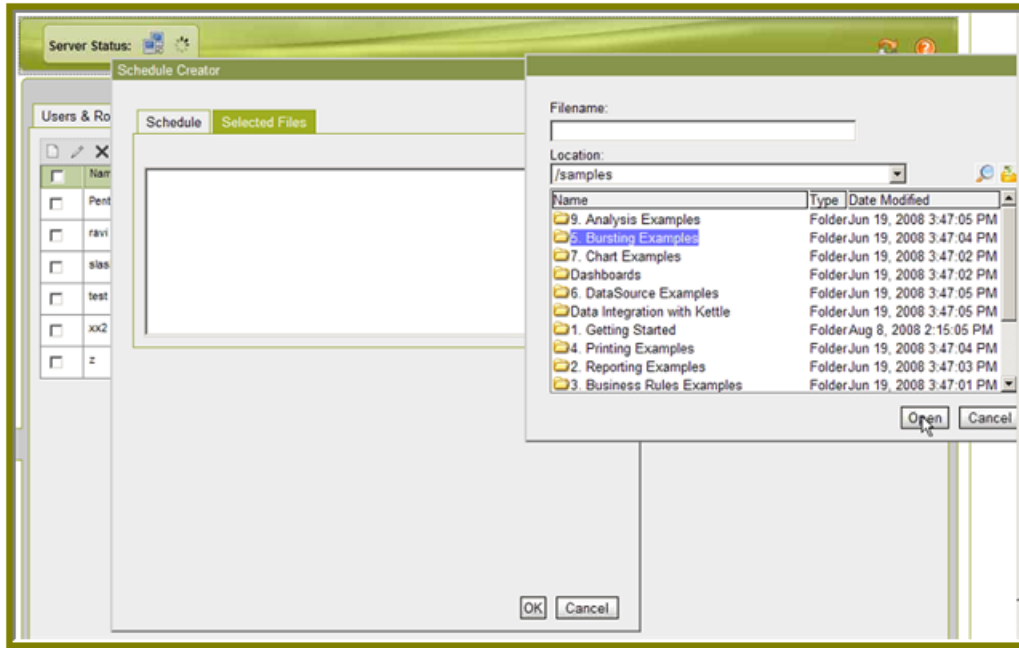 Server Status:
Schedule Creator
Users & Ro
Schedule Selected Files
Nam
Pent
ravi
slas
test
xx2
z
OK Cancel
Filename:
Location:
/samples
Name Type Date Modified
9. Analysis Examples Folder Jun 19, 2008 3:47:05 PM
5. Bursting Examples Folder Jun 19, 2008 3:47:04 PM
7. Chart Examples Folder Jun 19, 2008 3:47:02 PM
Dashboards Folder Jun 19, 2008 3:47:02 PM
6. DataSource Examples Folder Jun 19, 2008 3:47:05 PM
Data Integration with Kettle Folder Jun 19, 2008 3:47:05 PM
1. Getting Started Folder Aug 8, 2008 2:15:05 PM
4. Printing Examples Folder Jun 19, 2008 3:47:04 PM
2. Reporting Examples Folder Jun 19, 2008 3:47:03 PM
3. Business Rules Examples Folder Jun 19, 2008 3:47:01 PM
Open Cancel